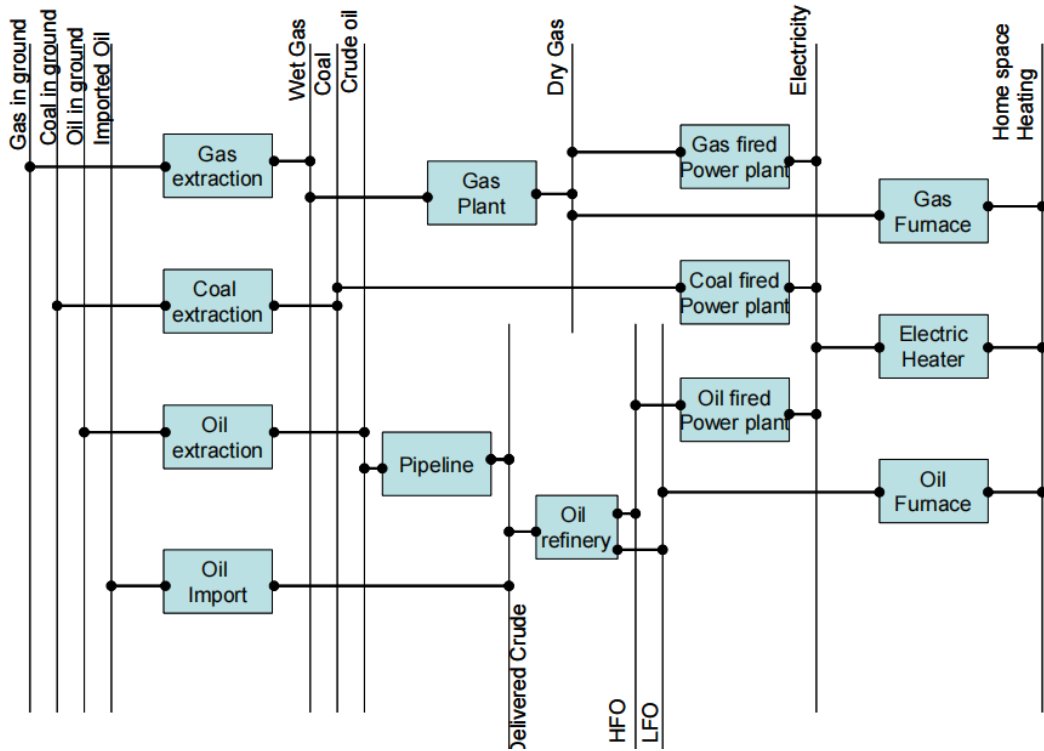 Gas in ground
Coal in ground
Oil in ground
Imported Oil
Wet Gas
Coal
Crude oil
Dry Gas
Electricity
Home space
Heating
Gas
extraction
Gas
Plant
Gas fired
Power plant
Gas
Furnace
Coal
extraction
Coal fired
Power plant
Electric
Heater
Oil
extraction
Pipeline
Oil fired
Power plant
Oil
Furnace
Oil
refinery
Oil
Import
Delivered Crude
HFO
LFO